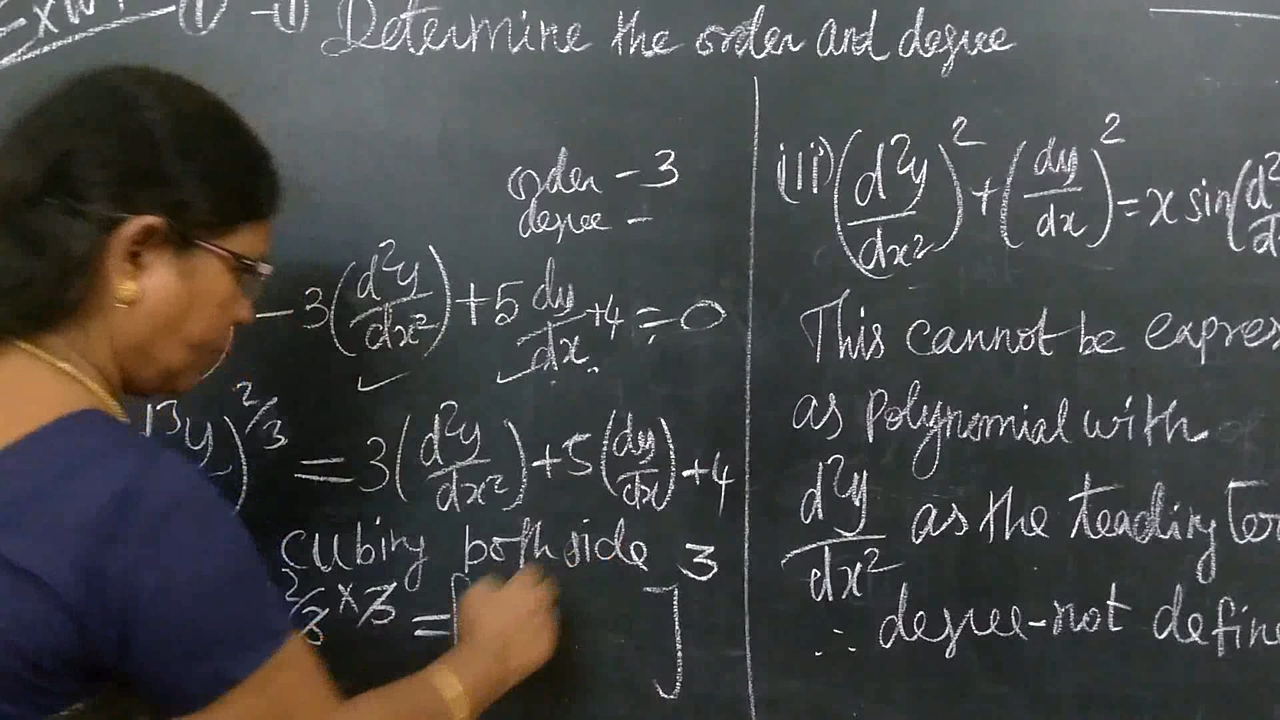 (1) - (1) Determine the order and degree
order - 3
degree -
- 3(d²y/dx²) + 5 dy/dx + 4 = 0
y)^2/3 = 3(d²y/dx²) + 5(dy/dx) + 4
cubing both side
2/3 × 3 = [ ]³
(iii) (d²y/dx²)² + (dy/dx)² = x sin(d²
This cannot be expres
as polynomial with
d²y/dx² as the leading ter
∴ degree - not define